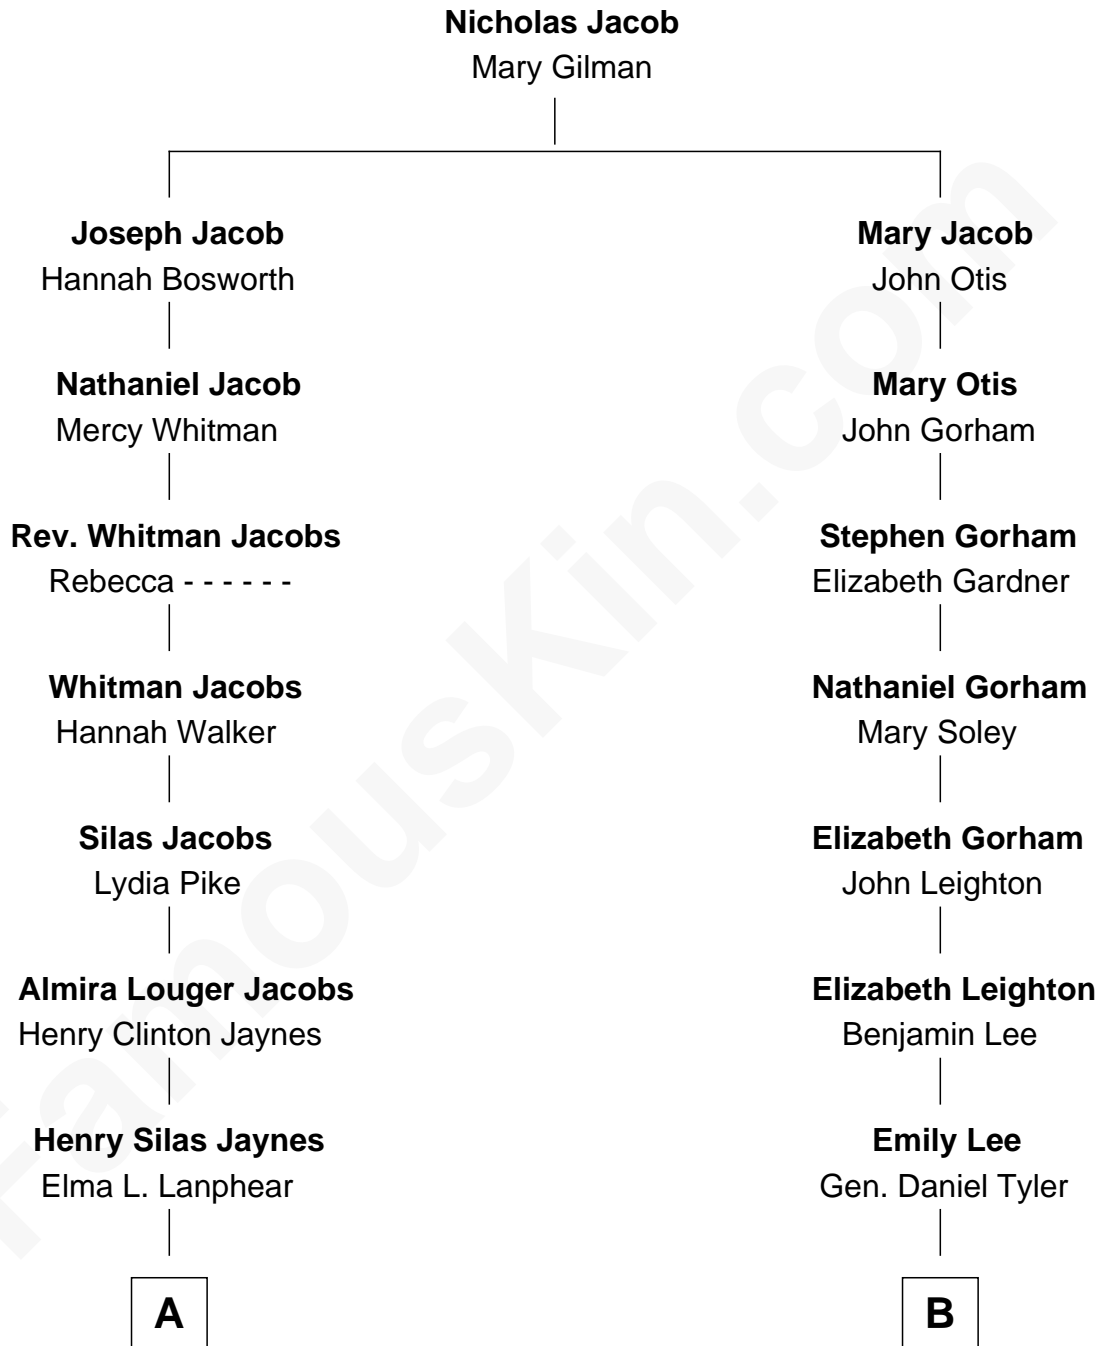 Nicholas Jacob
Mary Gilman
Joseph Jacob
Hannah Bosworth
Mary Jacob
John Otis
Nathaniel Jacob
Mercy Whitman
Mary Otis
John Gorham
Rev. Whitman Jacobs
Rebecca - - - - - -
Stephen Gorham
Elizabeth Gardner
Whitman Jacobs
Hannah Walker
Nathaniel Gorham
Mary Soley
Silas Jacobs
Lydia Pike
Elizabeth Gorham
John Leighton
Almira Louger Jacobs
Henry Clinton Jaynes
Elizabeth Leighton
Benjamin Lee
Henry Silas Jaynes
Elma L. Lanphear
Emily Lee
Gen. Daniel Tyler
A
B
FamousKin.com